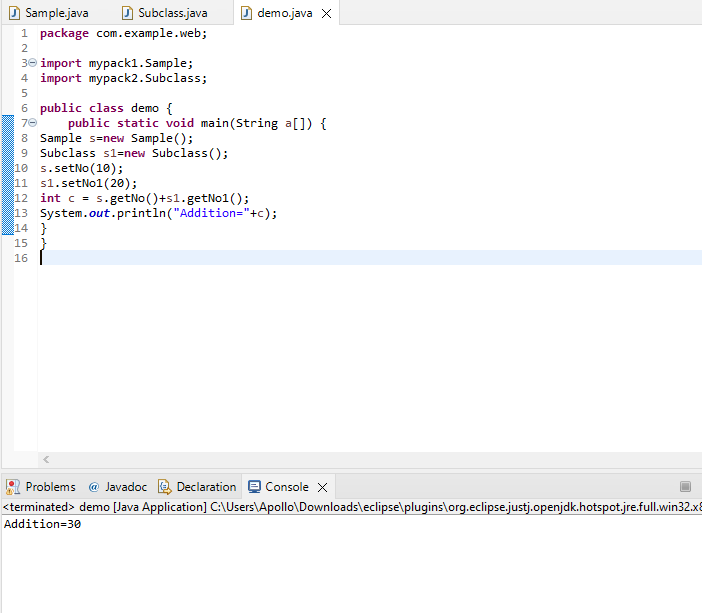 Sample.java Subclass.java demo.java
1 package com.example.web;
2
3 import mypack1.Sample;
4 import mypack2.Subclass;
5
6 public class demo {
7 public static void main(String a[]) {
8 Sample s=new Sample();
9 Subclass s1=new Subclass();
10 s.setNo(10);
11 s1.setNo1(20);
12 int c = s.getNo()+s1.getNo1();
13 System.out.println("Addition="+c);
14 }
15 }
16
Problems @ Javadoc Declaration Console
<terminated> demo [Java Application] C:\Users\Apollo\Downloads\eclipse\plugins\org.eclipse.justj.openjdk.hotspot.jre.full.win32.x8
Addition=30